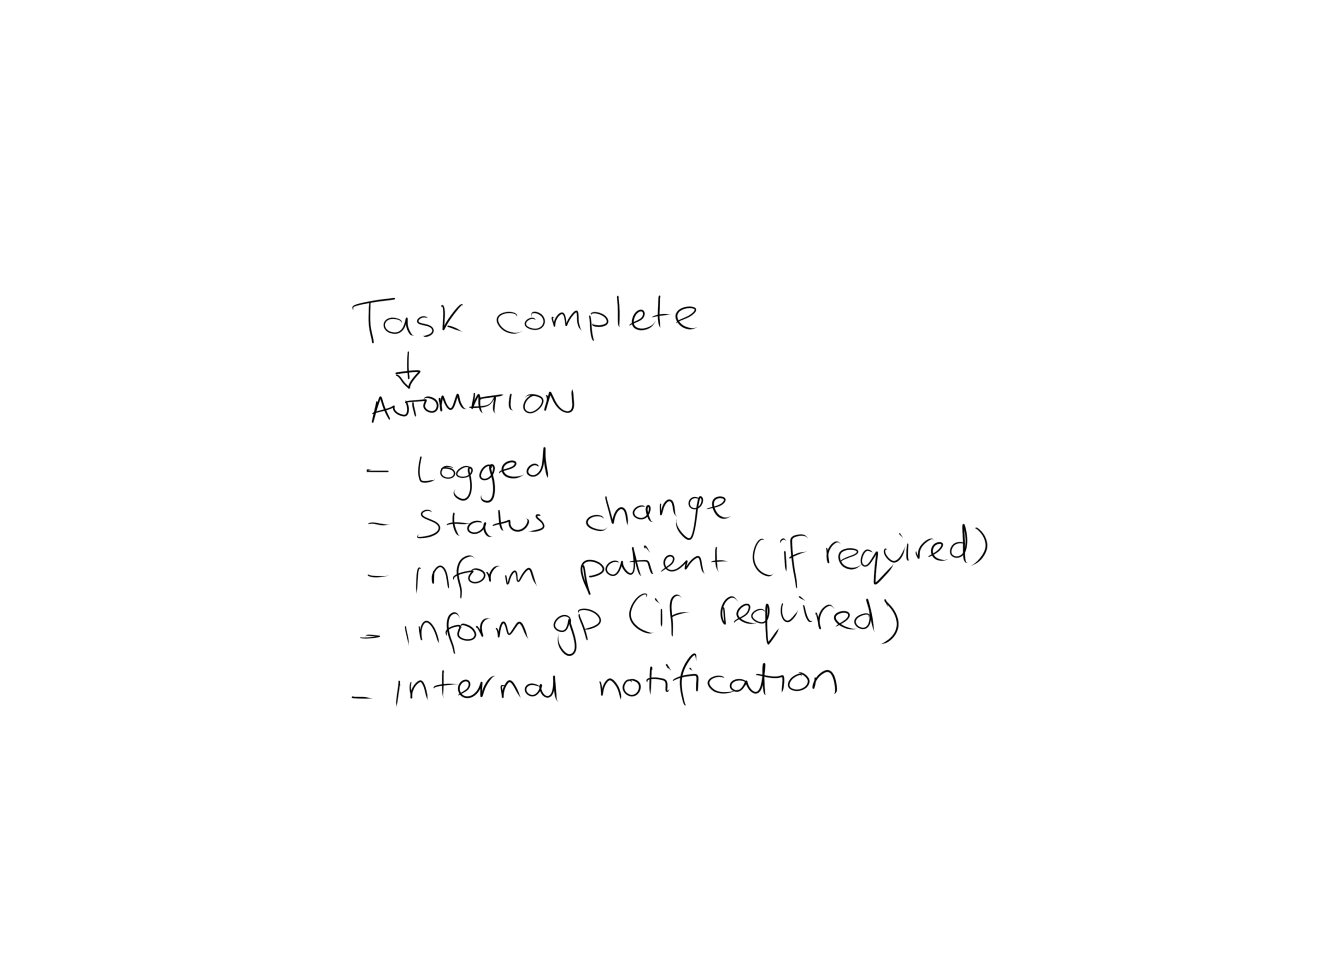 Task complete
↓
AUTOMATION
- Logged
- Status change
- inform patient (if required)
- inform gp (if required)
- internal notification